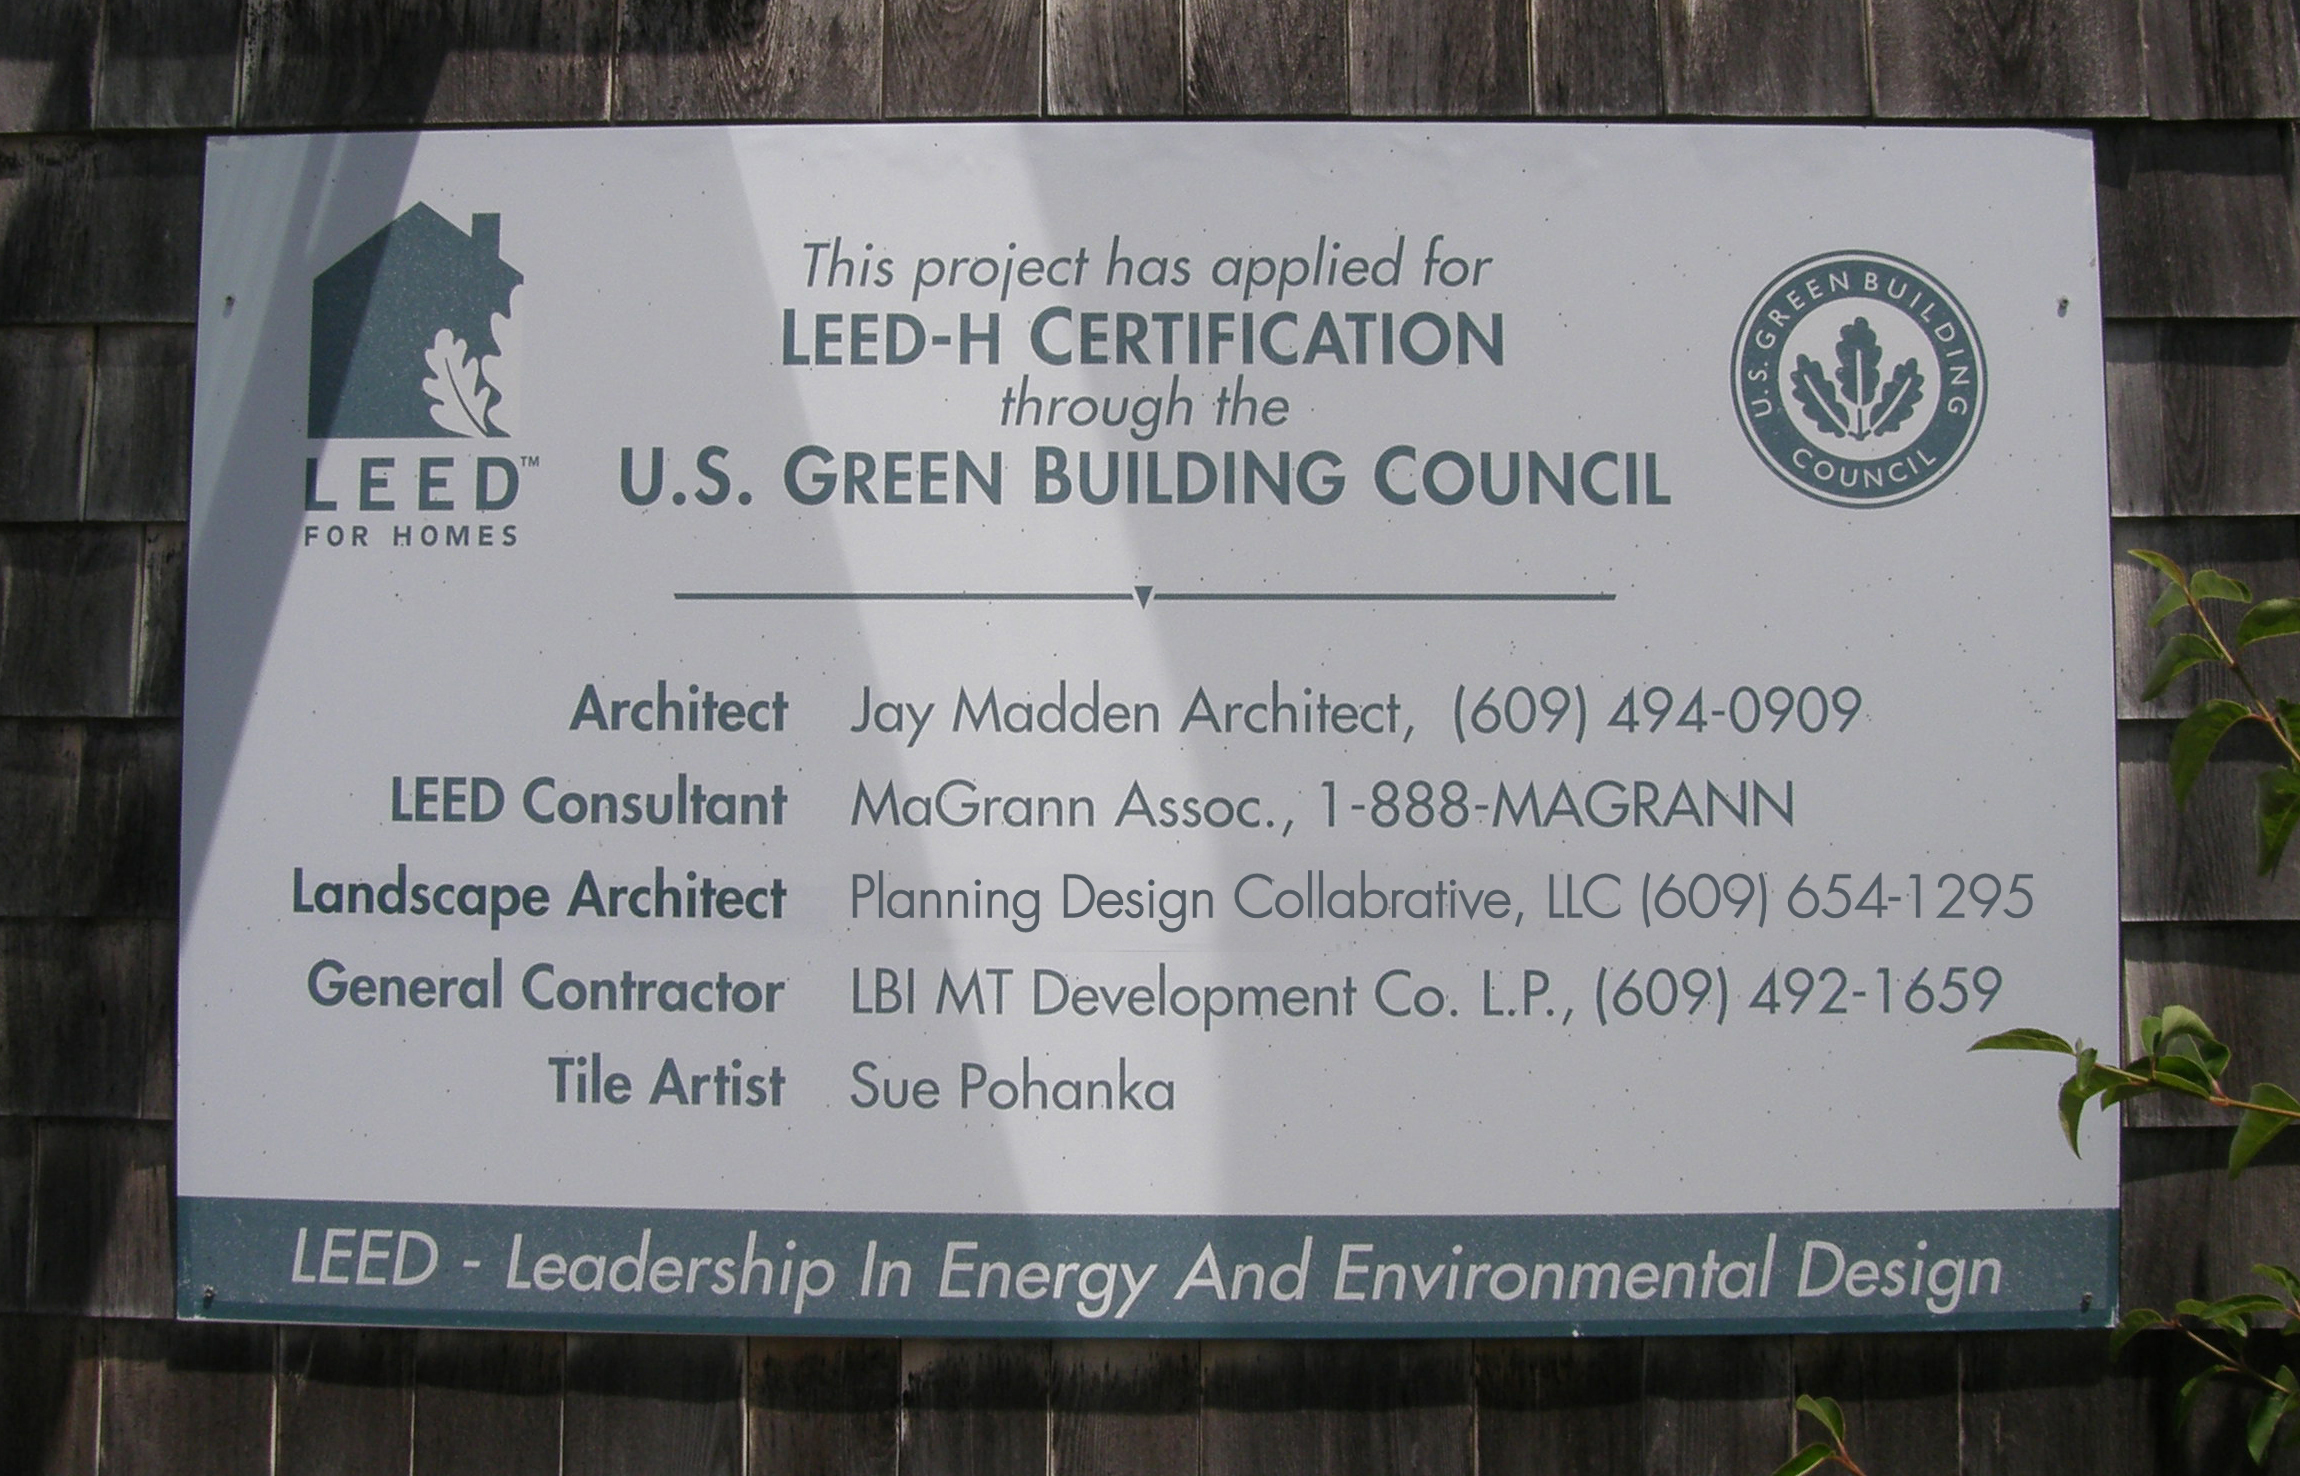 LEED™
FOR HOMES
This project has applied for
LEED-H CERTIFICATION
through the
U.S. GREEN BUILDING COUNCIL
U.S. GREEN BUILDING COUNCIL
Architect Jay Madden Architect, (609) 494-0909
LEED Consultant MaGrann Assoc., 1-888-MAGRANN
Landscape Architect Planning Design Collabrative, LLC (609) 654-1295
General Contractor LBI MT Development Co. L.P., (609) 492-1659
Tile Artist Sue Pohanka
LEED - Leadership In Energy And Environmental Design